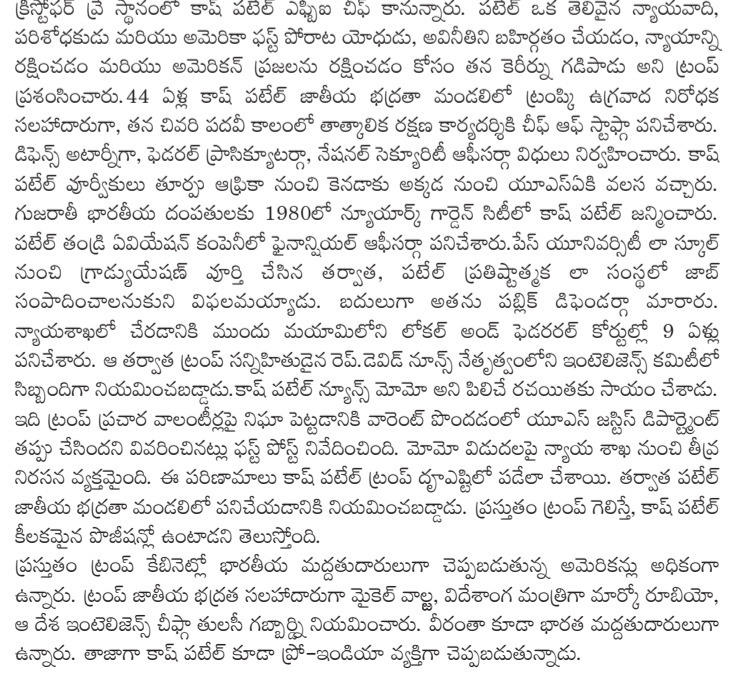 క్రిస్టోఫర్ వ్రే స్థానంలో కాష్ పటేల్ ఎఫ్బీఐ చీఫ్ కానున్నారు. పటేల్ ఒక తెలివైన న్యాయవాది,
పరిశోధకుడు మరియు అమెరికా ఫస్ట్ పోరాట యోధుడు, అవినీతిని బహిర్గతం చేయడం, న్యాయాన్ని
రక్షించడం మరియు అమెరికన్ ప్రజలను రక్షించడం కోసం తన కెరీర్ను గడిపాడు అని ట్రంప్
ప్రశంసించారు.44 ఏళ్ల కాష్ పటేల్ జాతీయ భద్రతా మండలిలో ట్రంప్కి ఉగ్రవాద నిరోధక
సలహాదారుగా, తన చివరి పదవీ కాలంలో తాత్కాలిక రక్షణ కార్యదర్శికి చీఫ్ ఆఫ్ స్టాఫ్గా పనిచేశారు.
డిఫెన్స్ అటార్నీగా, ఫెడరల్ ప్రాసిక్యూటర్గా, నేషనల్ సెక్యూరిటీ ఆఫీసర్గా విధులు నిర్వహించారు. కాష్
పటేల్ పూర్వీకులు తూర్పు ఆఫ్రికా నుంచి కెనడాకు అక్కడ నుంచి యూఎస్ఏకి వలస వచ్చారు.
గుజరాతీ భారతీయ దంపతులకు 1980లో న్యూయార్క్ గార్డెన్ సిటీలో కాష్ పటేల్ జన్మించారు.
పటేల్ తండ్రి ఏవియేషన్ కంపెనీలో ఫైనాన్షియల్ ఆఫీసర్గా పనిచేశారు.పేస్ యూనివర్సిటీ లా స్కూల్
నుంచి గ్రాడ్యుయేషణ్ పూర్తి చేసిన తర్వాత, పటేల్ ప్రతిష్టాత్మక లా సంస్థలో జాబ్
సంపాదించాలనుకుని విఫలమయ్యాడు. బదులుగా అతను పబ్లిక్ డిఫెండర్గా మారారు.
న్యాయశాఖలో చేరడానికి ముందు మయామిలోని లోకల్ అండ్ ఫెడరరల్ కోర్టుల్లో 9 ఏళ్లు
పనిచేశారు. ఆ తర్వాత ట్రంప్ సన్నిహితుడైన రెప్.డెవిడ్ నూన్స్ నేతృత్వంలోని ఇంటెలిజెన్స్ కమిటీలో
సిబ్బందిగా నియమించబడ్డాడు.కాష్ పటేల్ న్యూన్స్ మోమో అని పిలిచే రచయితకు సాయం చేశాడు.
ఇది ట్రంప్ ప్రచార వాలంటీర్లపై నిఘా పెట్టడానికి వారెంట్ పొందడంలో యూఎస్ జస్టిస్ డిపార్ట్మెంట్
తప్పు చేసిందని వివరించినట్లు ఫస్ట్ పోస్ట్ నివేదించింది. మోమో విడుదలపై న్యాయ శాఖ నుంచి తీవ్ర
నిరసన వ్యక్తమైంది. ఈ పరిణామాలు కాష్ పటేల్ ట్రంప్ దృఎష్టిలో పడేలా చేశాయి. తర్వాత పటేల్
జాతీయ భద్రతా మండలిలో పనిచేయడానికి నియమించబడ్డాడు. ప్రస్తుతం ట్రంప్ గెలిస్తే, కాష్ పటేల్
కీలకమైన పొజీషన్లో ఉంటాడని తెలుస్తోంది.
ప్రస్తుతం ట్రంప్ కేబినెట్లో భారతీయ మద్దతుదారులుగా చెప్పబడుతున్న అమెరికన్లు అధికంగా
ఉన్నారు. ట్రంప్ జాతీయ భద్రత సలహాదారుగా మైకెల్ వాల్ట్జ, విదేశాంగ మంత్రిగా మార్కో రూబియో,
ఆ దేశ ఇంటెలిజెన్స్ చీఫ్గా తులసీ గబ్బార్డ్ని నియమించారు. వీరంతా కూడా భారత మద్దతుదారులుగా
ఉన్నారు. తాజాగా కాష్ పటేల్ కూడా ప్రో-ఇండియా వ్యక్తిగా చెప్పబడుతున్నాడు.